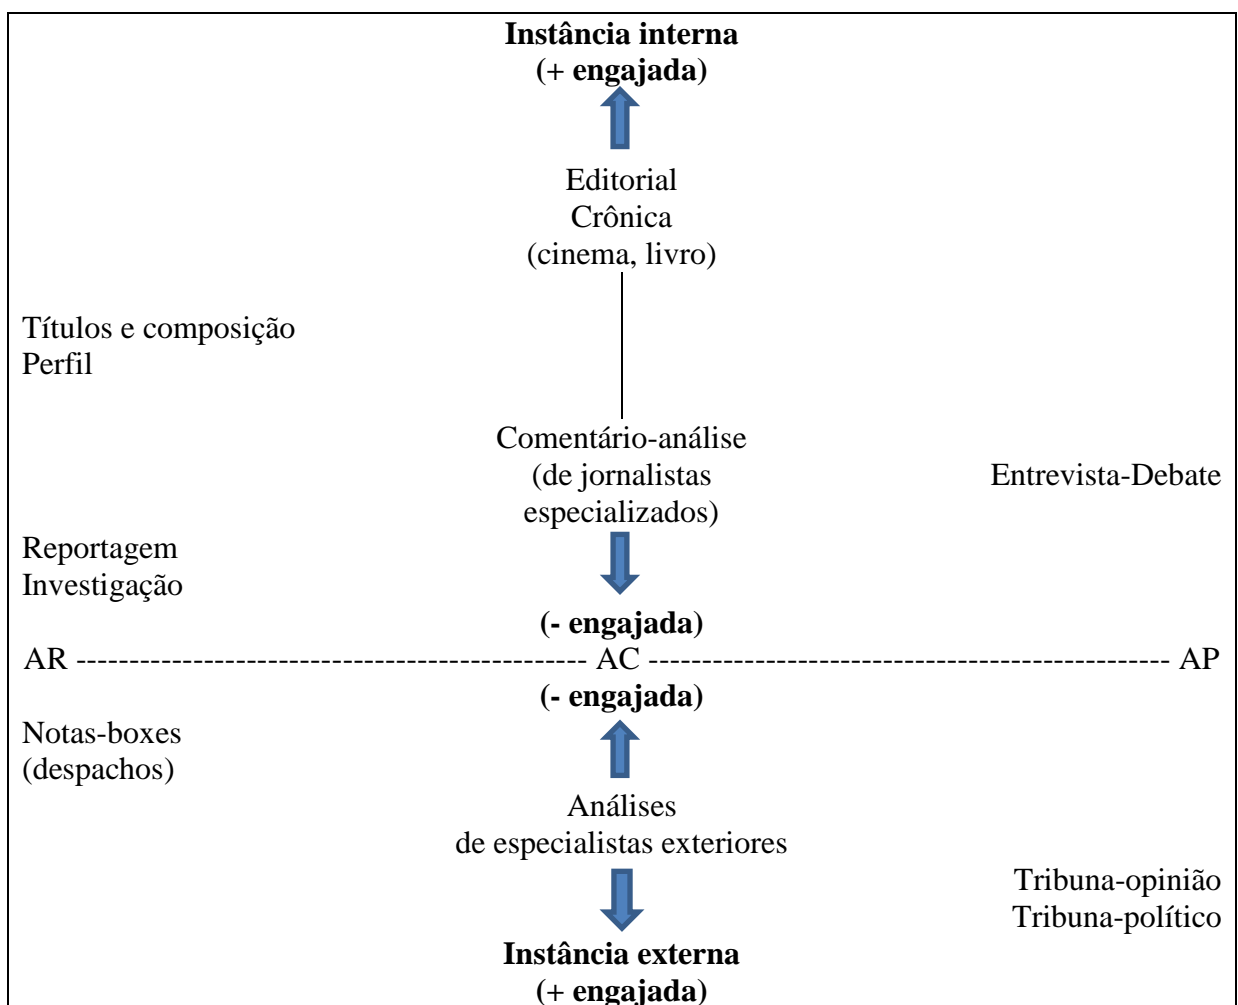 Instância interna
(+ engajada)
Editorial
Crônica
(cinema, livro)
Títulos e composição
Perfil
Comentário-análise
(de jornalistas
especializados)
Entrevista-Debate
Reportagem
Investigação
(- engajada)
AR ------------------------------------------------ AC ------------------------------------------------- AP
(- engajada)
Notas-boxes
(despachos)
Análises
de especialistas exteriores
Tribuna-opinião
Tribuna-político
Instância externa
(+ engajada)